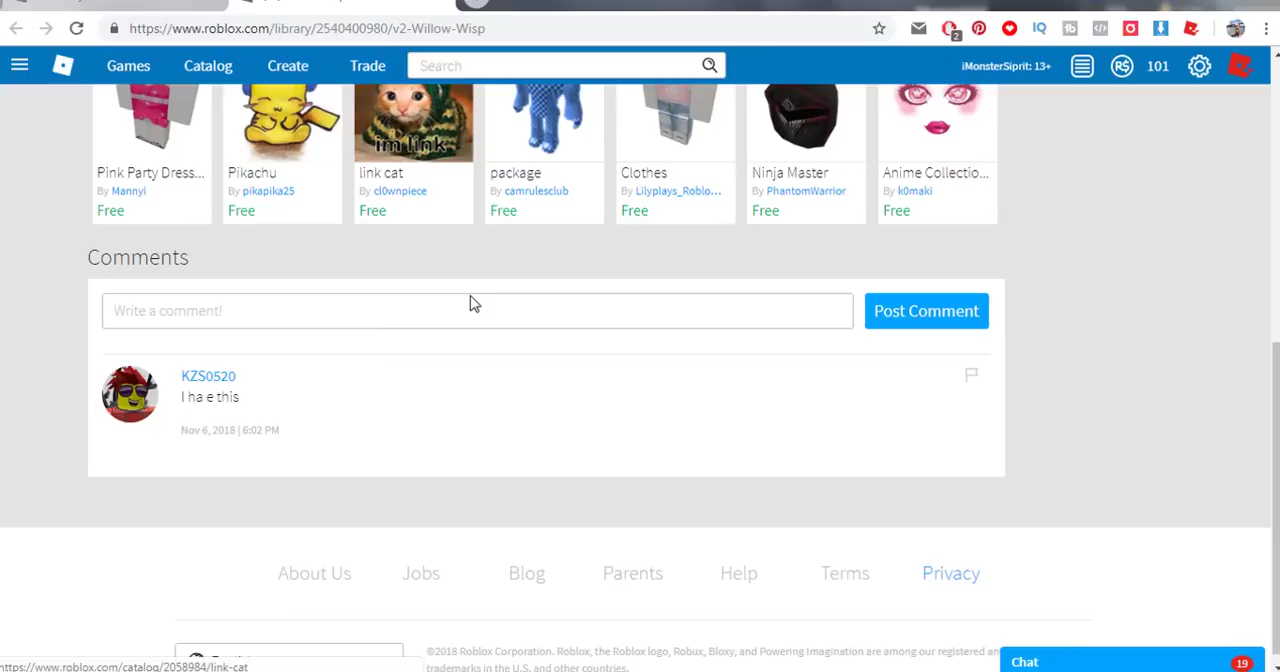 https://www.roblox.com/library/2540400980/v2-Willow-Wisp
2
IQ
Games
Catalog
Create
Trade
Search
iMonsterSiprit: 13+
R$
101
im link
Pink Party Dress...
Pikachu
link cat
package
Clothes
Ninja Master
Anime Collectio...
By Mannyi
By pikapika25
By cl0wnpiece
By camrulesclub
By Lilyplays_Roblo...
By PhantomWarrior
By k0maki
Free
Free
Free
Free
Free
Free
Free
Comments
Write a comment!
Post Comment
KZS0520
I ha e this
Nov 6, 2018 | 6:02 PM
About Us
Jobs
Blog
Parents
Help
Terms
Privacy
©2018 Roblox Corporation. Roblox, the Roblox logo, Robux, Bloxy, and Powering Imagination are among our registered an
trademarks in the U.S. and other countries.
https://www.roblox.com/catalog/2058984/link-cat
Chat
19